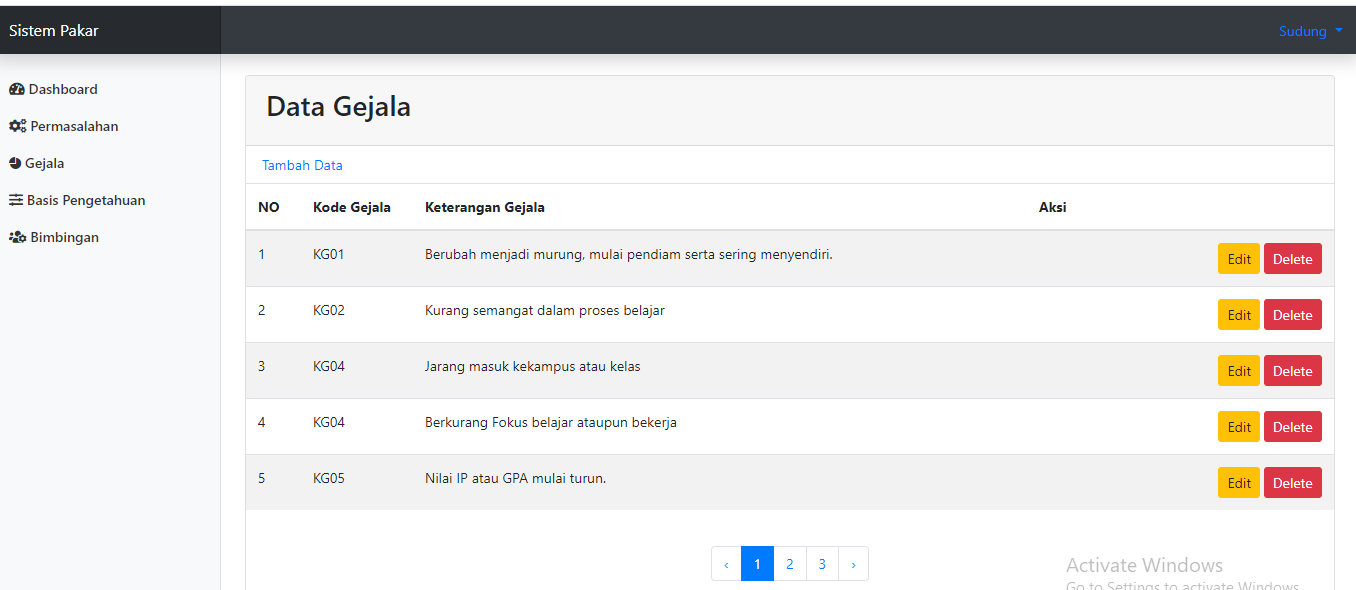 Sistem Pakar
Sudung
Dashboard
Permasalahan
Gejala
Basis Pengetahuan
Bimbingan
Data Gejala
Tambah Data
NO Kode Gejala Keterangan Gejala Aksi
1 KG01 Berubah menjadi murung, mulai pendiam serta sering menyendiri. Edit Delete
2 KG02 Kurang semangat dalam proses belajar Edit Delete
3 KG04 Jarang masuk kekampus atau kelas Edit Delete
4 KG04 Berkurang Fokus belajar ataupun bekerja Edit Delete
5 KG05 Nilai IP atau GPA mulai turun. Edit Delete
‹ 1 2 3 ›
Activate Windows
Go to Settings to activate Windows.